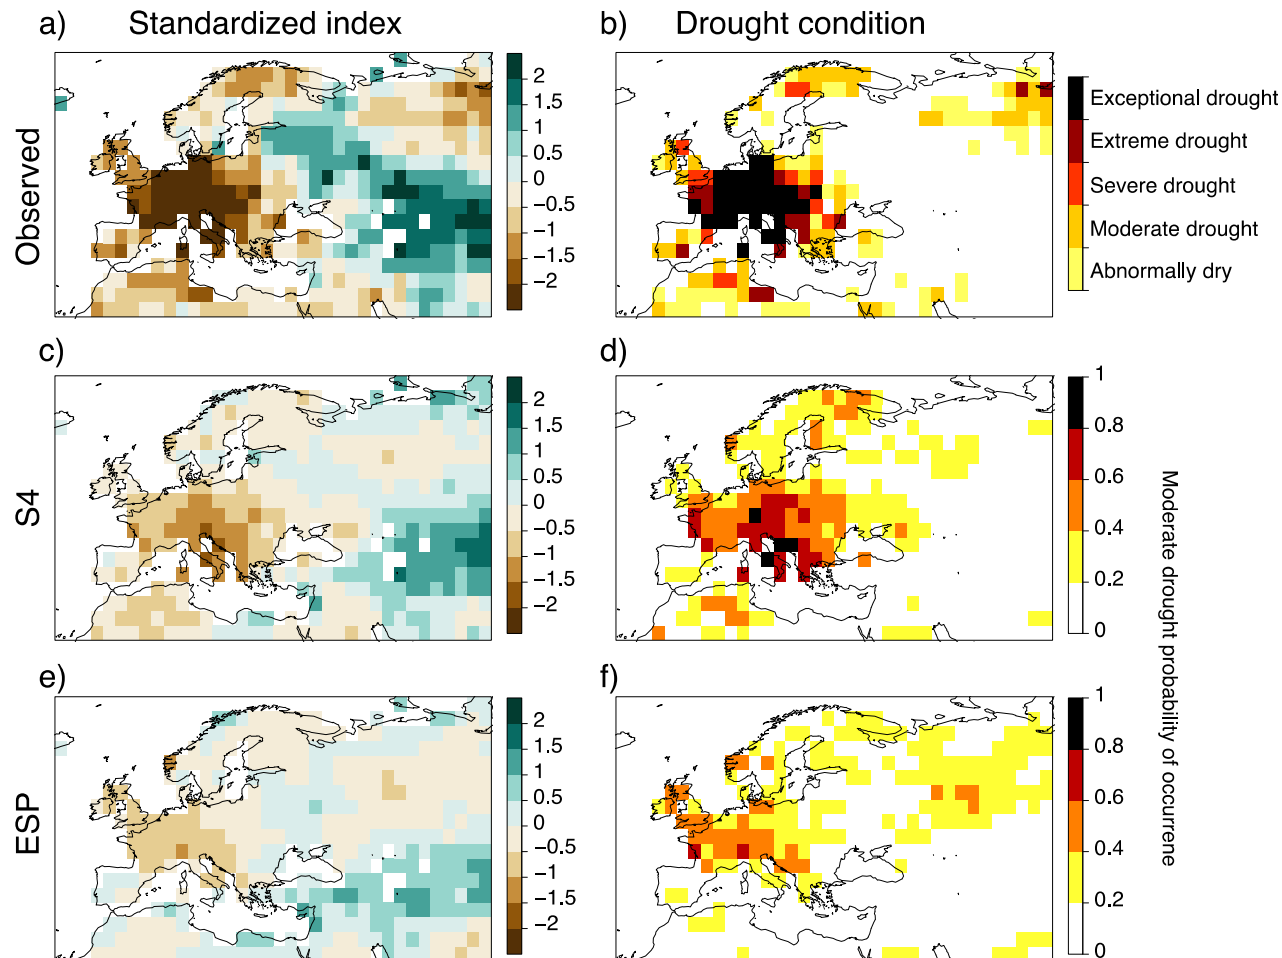 a) Standardized index
b) Drought condition
Observed
2
1.5
1
0.5
0
−0.5
−1
−1.5
−2
Exceptional drought
Extreme drought
Severe drought
Moderate drought
Abnormally dry
c)
d)
S4
2
1.5
1
0.5
0
−0.5
−1
−1.5
−2
1
0.8
0.6
0.4
0.2
0
Moderate drought probability of occurrene
e)
f)
ESP
2
1.5
1
0.5
0
−0.5
−1
−1.5
−2
1
0.8
0.6
0.4
0.2
0